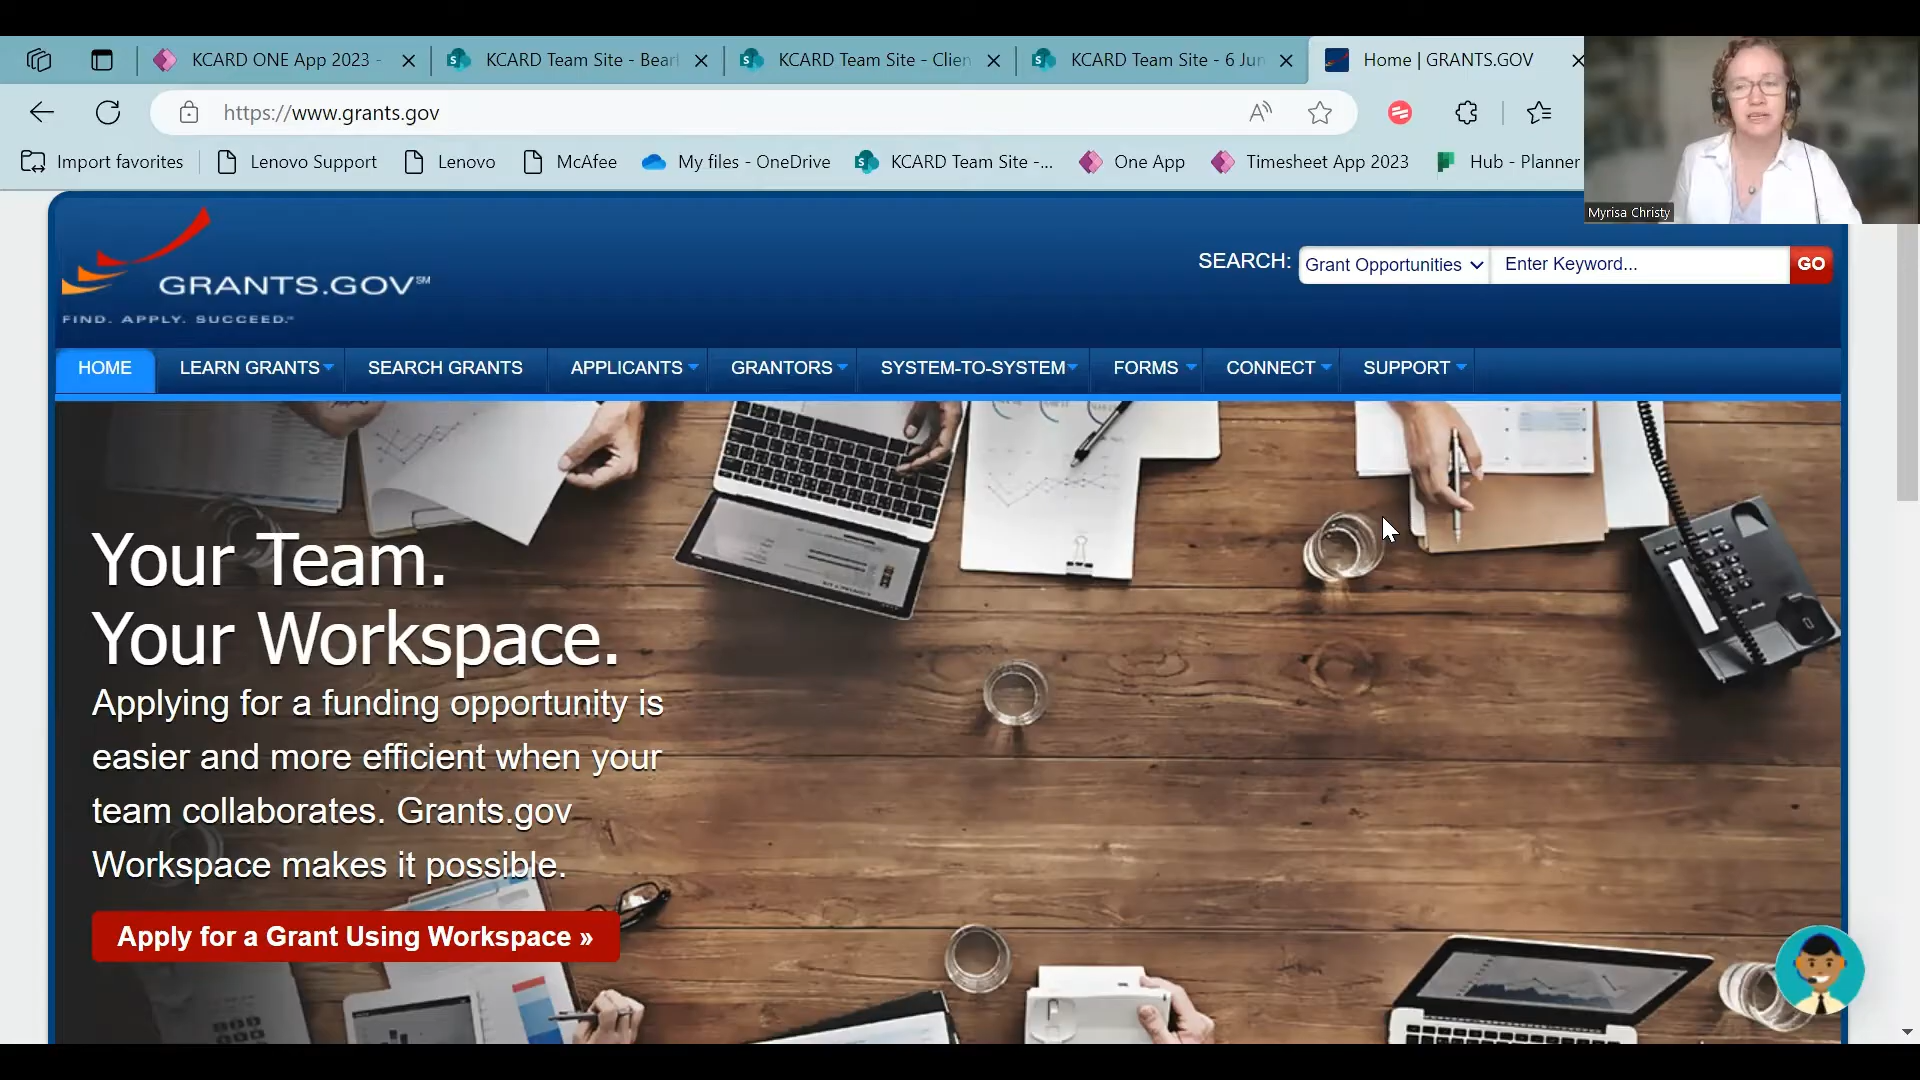 KCARD ONE App 2023 -
KCARD Team Site - Bear
KCARD Team Site - Clien
KCARD Team Site - 6 Jun
Home | GRANTS.GOV
https://www.grants.gov
Import favorites
Lenovo Support
Lenovo
McAfee
My files - OneDrive
KCARD Team Site -...
One App
Timesheet App 2023
Hub - Planner
Myrisa Christy
GRANTS.GOV℠
FIND. APPLY. SUCCEED.℠
SEARCH: Grant Opportunities Enter Keyword... GO
HOME LEARN GRANTS SEARCH GRANTS APPLICANTS GRANTORS SYSTEM-TO-SYSTEM FORMS CONNECT SUPPORT
Your Team.
Your Workspace.
Applying for a funding opportunity is
easier and more efficient when your
team collaborates. Grants.gov
Workspace makes it possible.
Apply for a Grant Using Workspace »